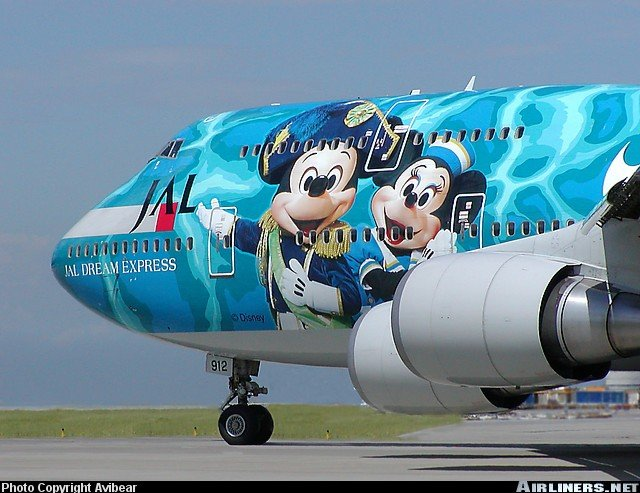 JAL
JAL DREAM EXPRESS
© Disney
912
Photo Copyright Avibear
AIRLINERS.NET